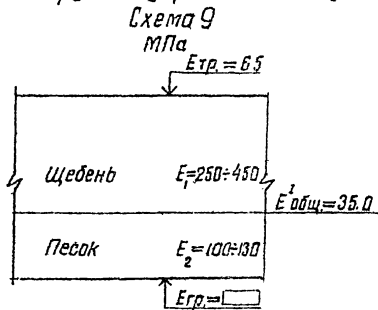 Схема 9
МПа
Eтр. = 65
Щебень E₁=250÷450
E¹общ.=35.0
Песок E₂=100÷130
Eгр.=